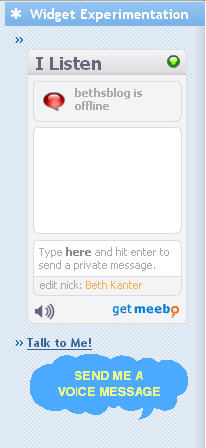 Widget Experimentation
»
I Listen
bethsblog is
offline
Type here and hit enter to
send a private message.
edit nick: Beth Kanter
get meebo
» Talk to Me!
SEND ME A
VOICE MESSAGE